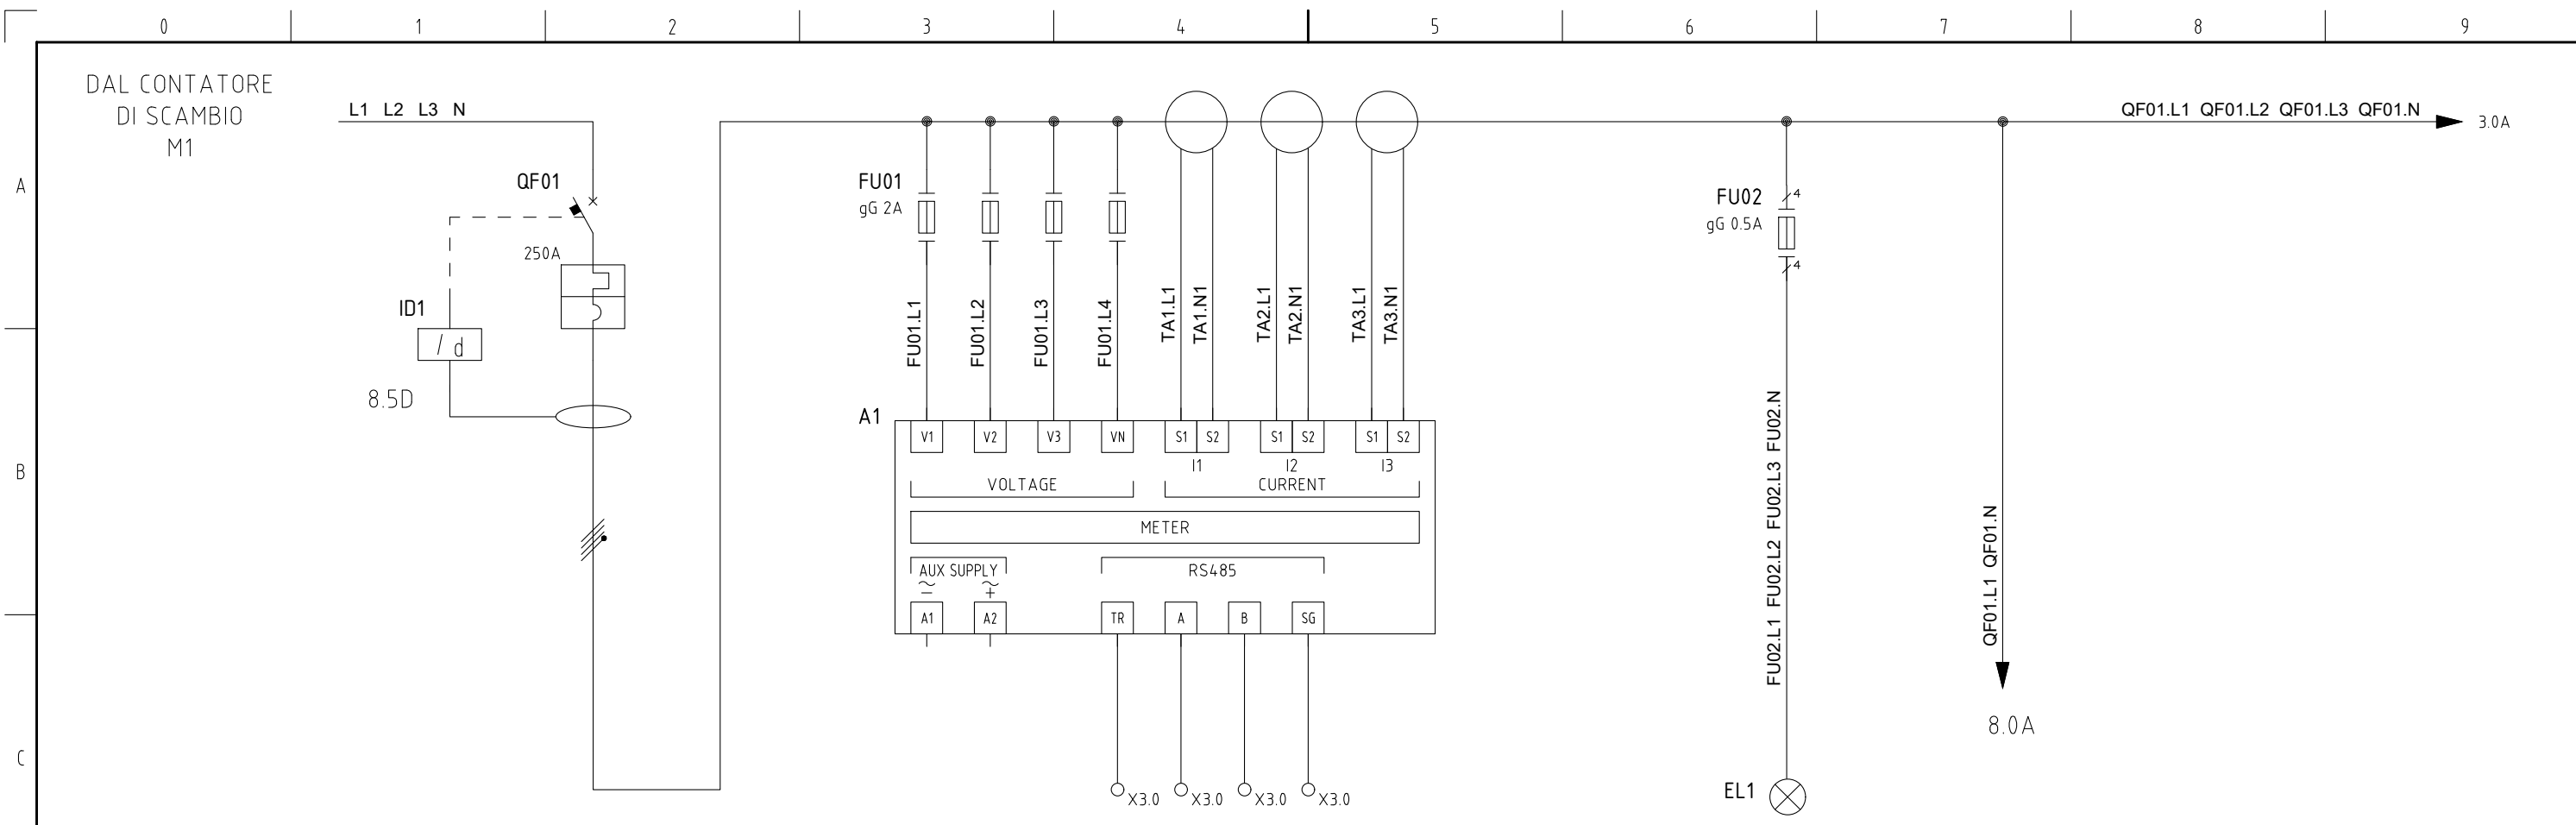 0 1 2 3 4 5 6 7 8 9
DAL CONTATORE
DI SCAMBIO
M1
L1 L2 L3 N
QF01.L1 QF01.L2 QF01.L3 QF01.N
3.0A
A
QF01
250A
ID1
/ d
8.5D
FU01
gG 2A
FU01.L1
FU01.L2
FU01.L3
FU01.L4
TA1.L1
TA1.N1
TA2.L1
TA2.N1
TA3.L1
TA3.N1
FU02
gG 0.5A
4
4
B
A1
V1 V2 V3 VN S1 S2 S1 S2 S1 S2
I1 I2 I3
VOLTAGE CURRENT
METER
AUX SUPPLY RS485
~ ~
− +
A1 A2 TR A B SG
FU02.L1 FU02.L2 FU02.L3 FU02.N
QF01.L1 QF01.N
8.0A
C
X3.0 X3.0 X3.0 X3.0
EL1